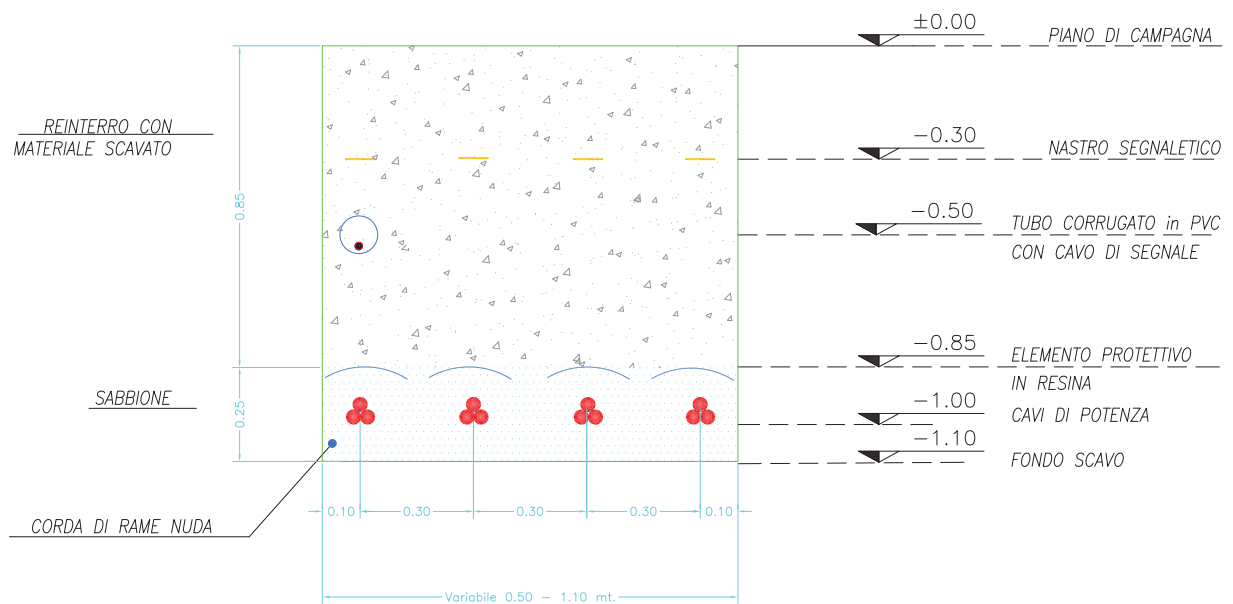 ±0.00
PIANO DI CAMPAGNA
REINTERRO CON
MATERIALE SCAVATO
-0.30
NASTRO SEGNALETICO
0.85
-0.50
TUBO CORRUGATO in PVC
CON CAVO DI SEGNALE
-0.85
ELEMENTO PROTETTIVO
IN RESINA
SABBIONE
0.25
-1.00
CAVI DI POTENZA
-1.10
FONDO SCAVO
CORDA DI RAME NUDA
0.10 0.30 0.30 0.30 0.10
Variabile 0.50 - 1.10 mt.